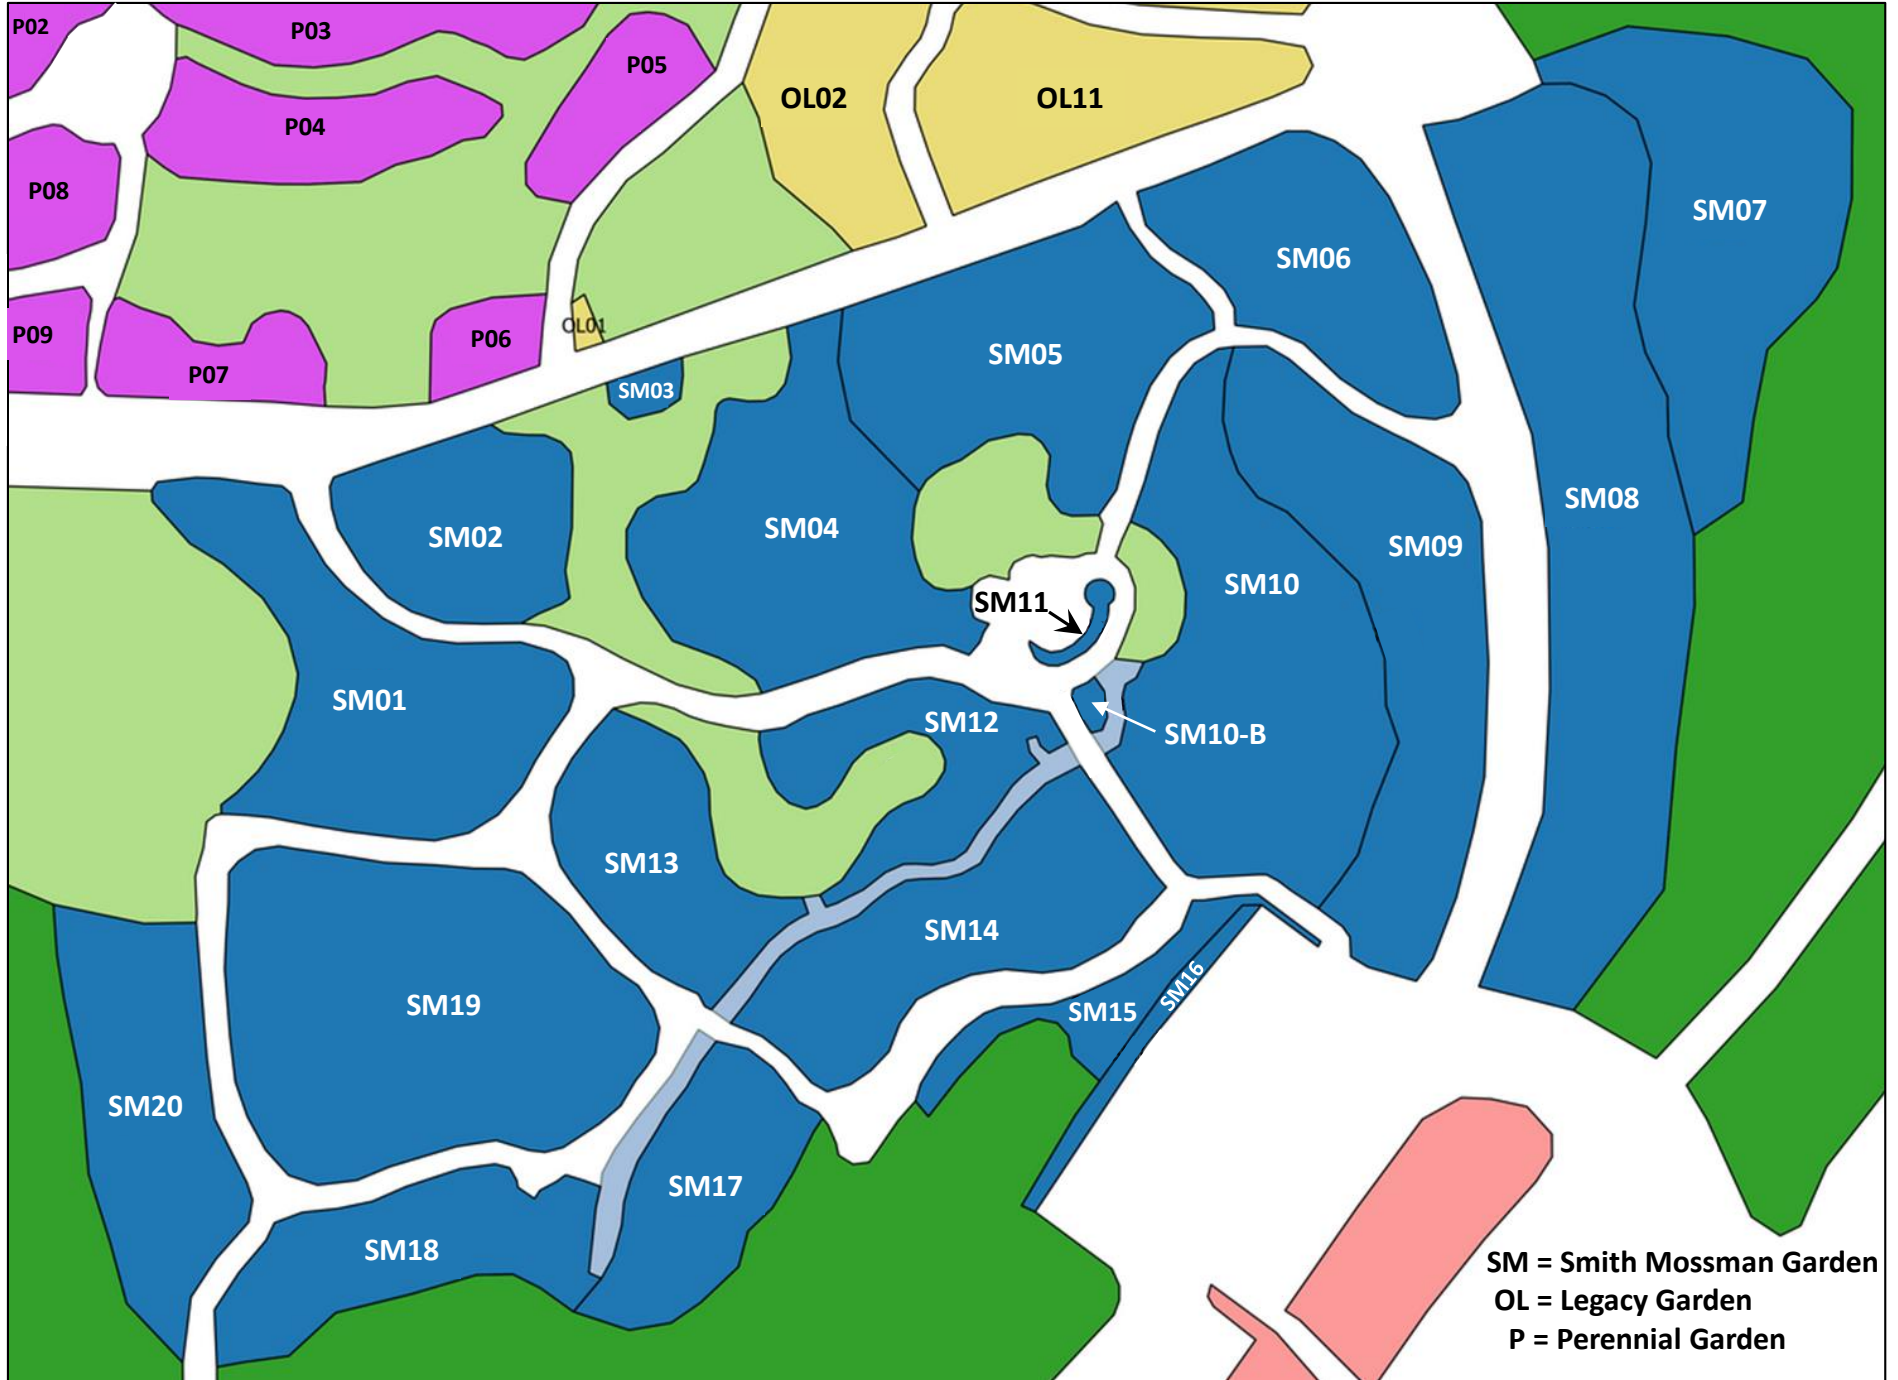 P02
P03
P05
OL02
OL11
P04
P08
SM07
SM06
OL01
P09
P06
SM05
P07
SM03
SM08
SM02
SM04
SM09
SM10
SM11
SM01
SM12
SM10-B
SM13
SM14
SM16
SM19
SM15
SM20
SM17
SM18
SM = Smith Mossman Garden
OL = Legacy Garden
P = Perennial Garden